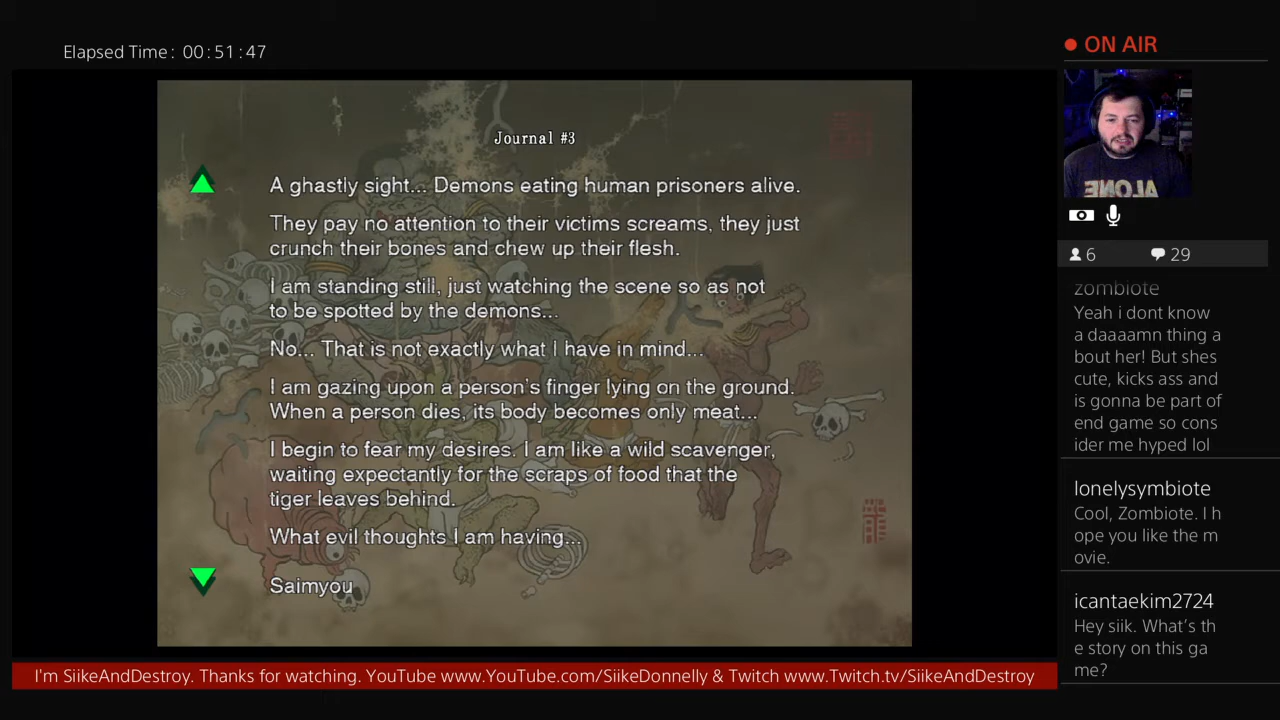 Elapsed Time: 00:51:47
ON AIR
Journal #3
A ghastly sight... Demons eating human prisoners alive.
They pay no attention to their victims screams, they just
crunch their bones and chew up their flesh.
I am standing still, just watching the scene so as not
to be spotted by the demons...
No... That is not exactly what I have in mind...
I am gazing upon a person's finger lying on the ground.
When a person dies, its body becomes only meat...
I begin to fear my desires. I am like a wild scavenger,
waiting expectantly for the scraps of food that the
tiger leaves behind.
What evil thoughts I am having...
Saimyou
ALONE
6 29
zombiote
Yeah i dont know
a daaaamn thing a
bout her! But shes
cute, kicks ass and
is gonna be part of
end game so cons
ider me hyped lol
lonelysymbiote
Cool, Zombiote. I h
ope you like the m
ovie.
icantaekim2724
Hey siik. What's th
e story on this ga
me?
I'm SiikeAndDestroy. Thanks for watching. YouTube www.YouTube.com/SiikeDonnelly & Twitch www.Twitch.tv/SiikeAndDestroy